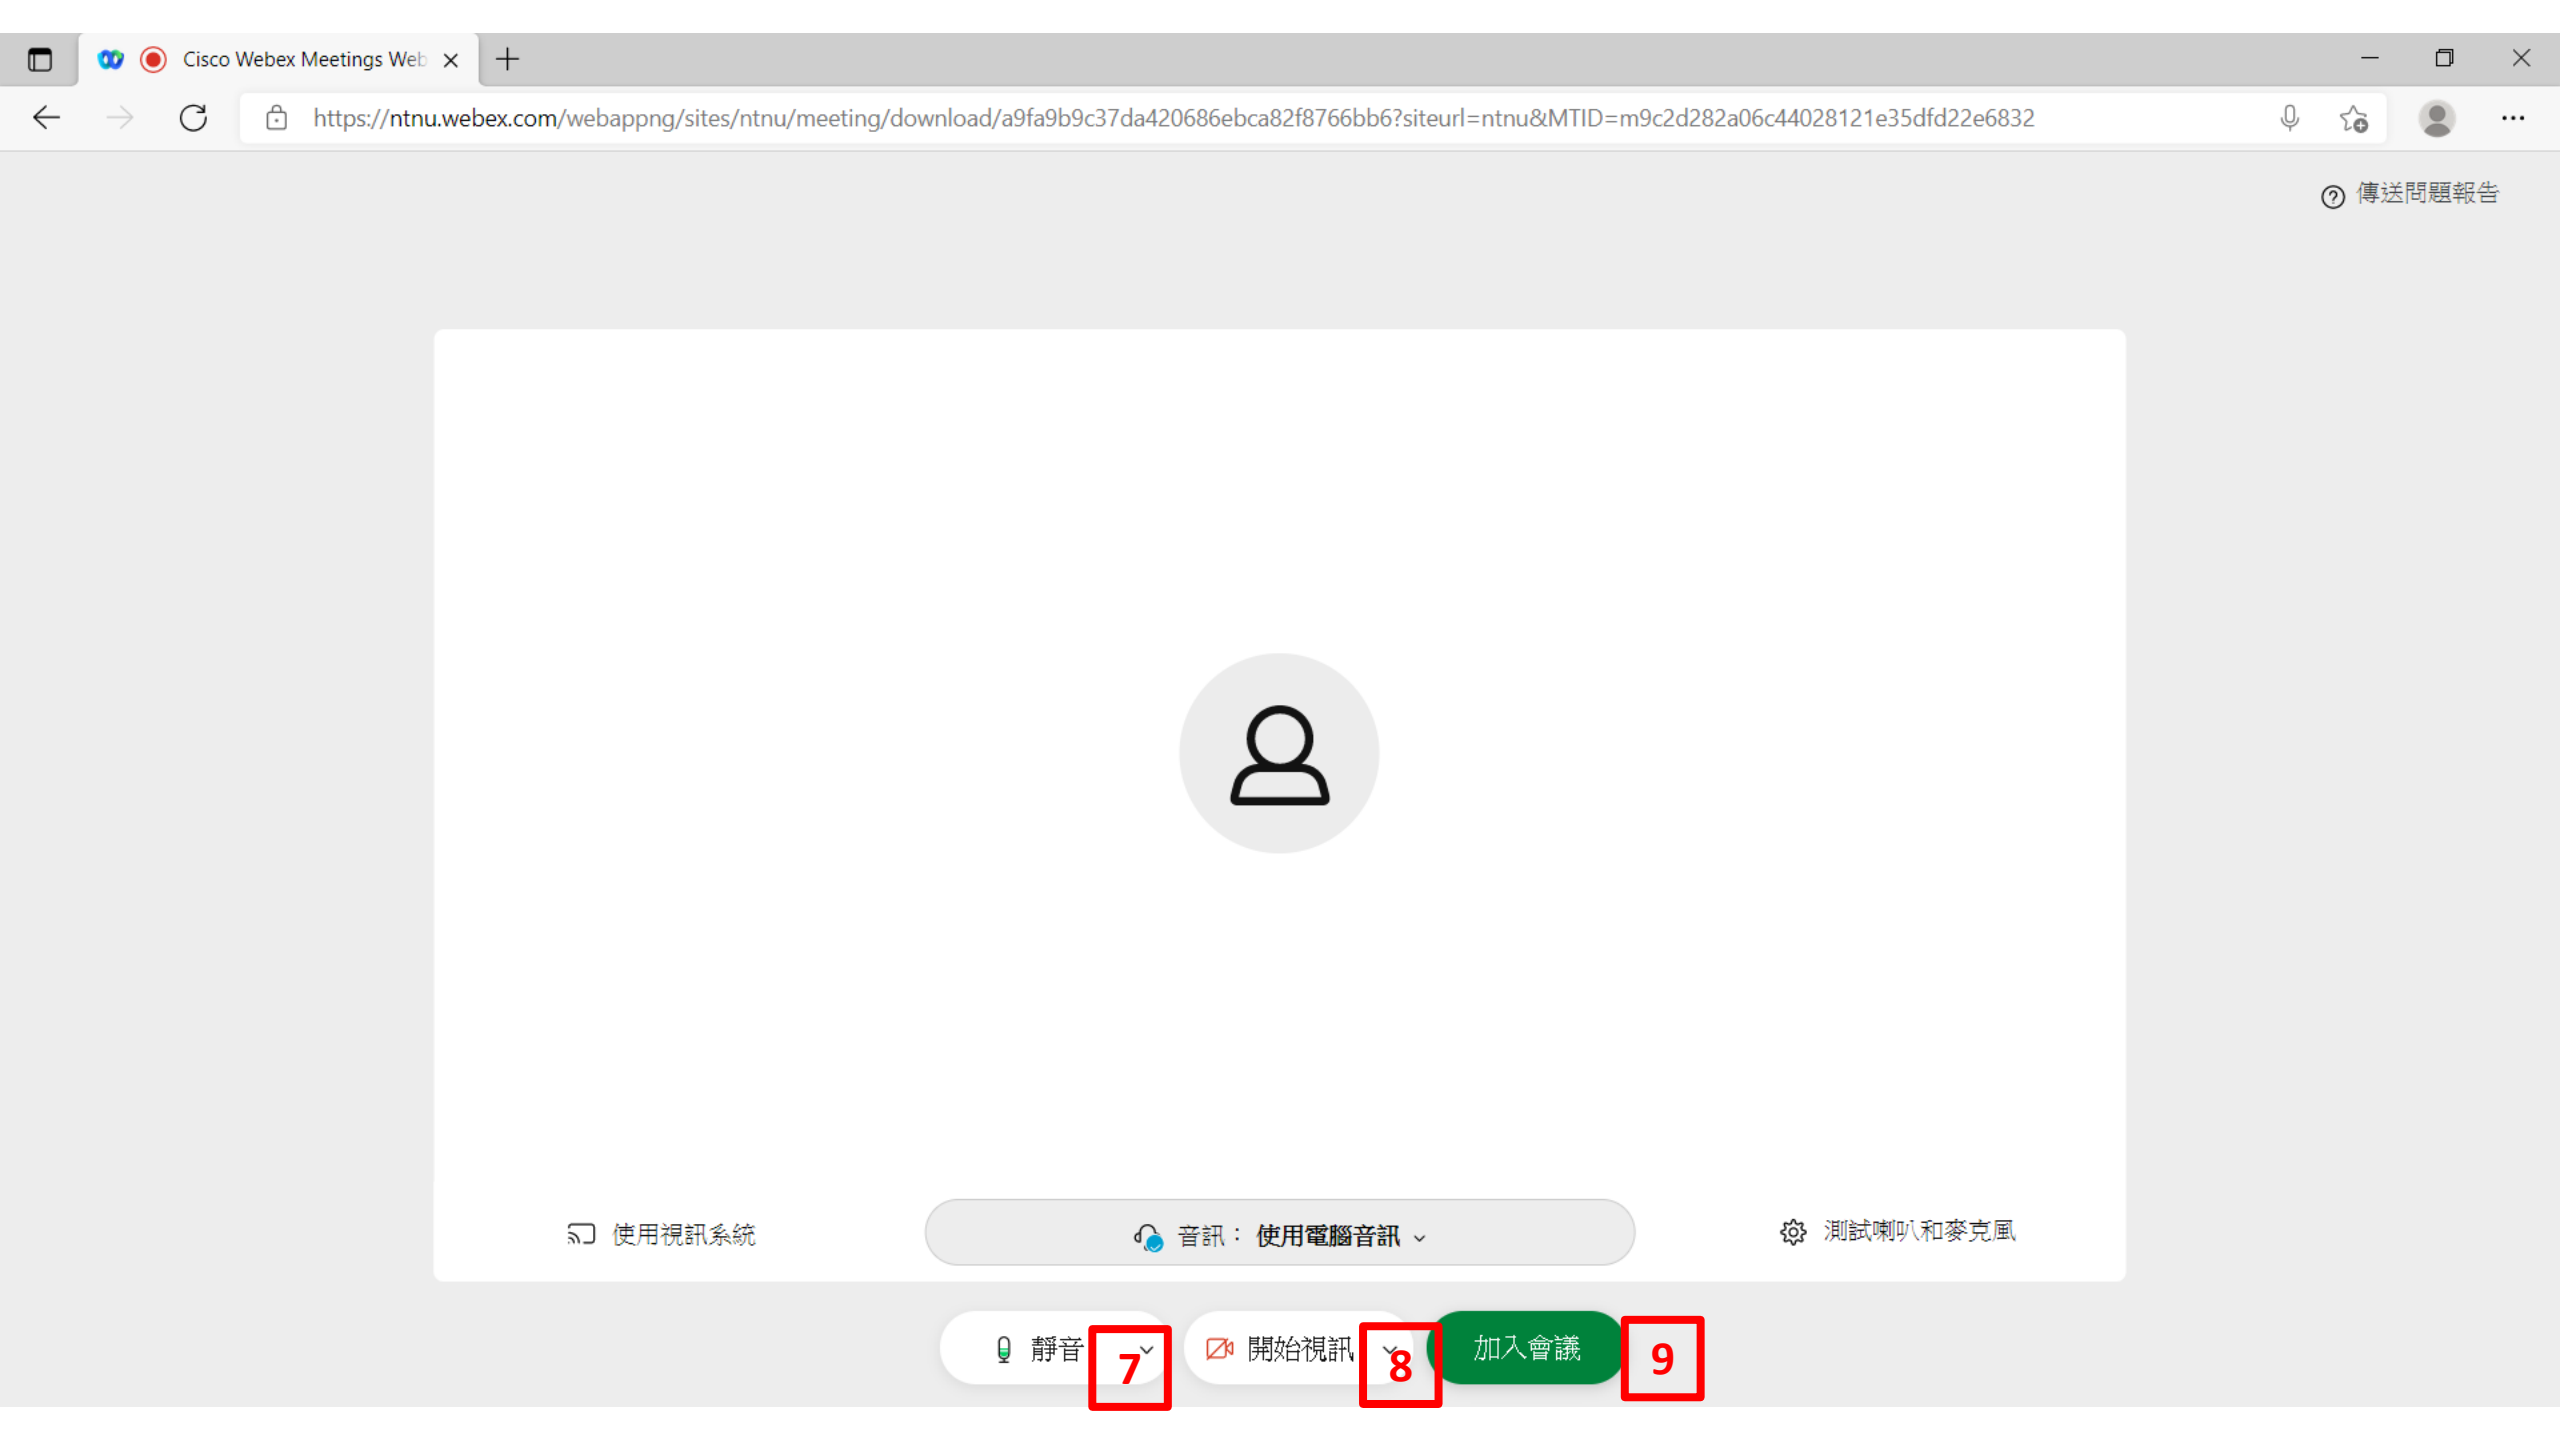 Cisco Webex Meetings Web
https://ntnu.webex.com/webappng/sites/ntnu/meeting/download/a9fa9b9c37da420686ebca82f8766bb6?siteurl=ntnu&MTID=m9c2d282a06c44028121e35dfd22e6832
傳送問題報告
使用視訊系統
音訊： 使用電腦音訊
測試喇叭和麥克風
靜音 7
開始視訊 8
加入會議 9